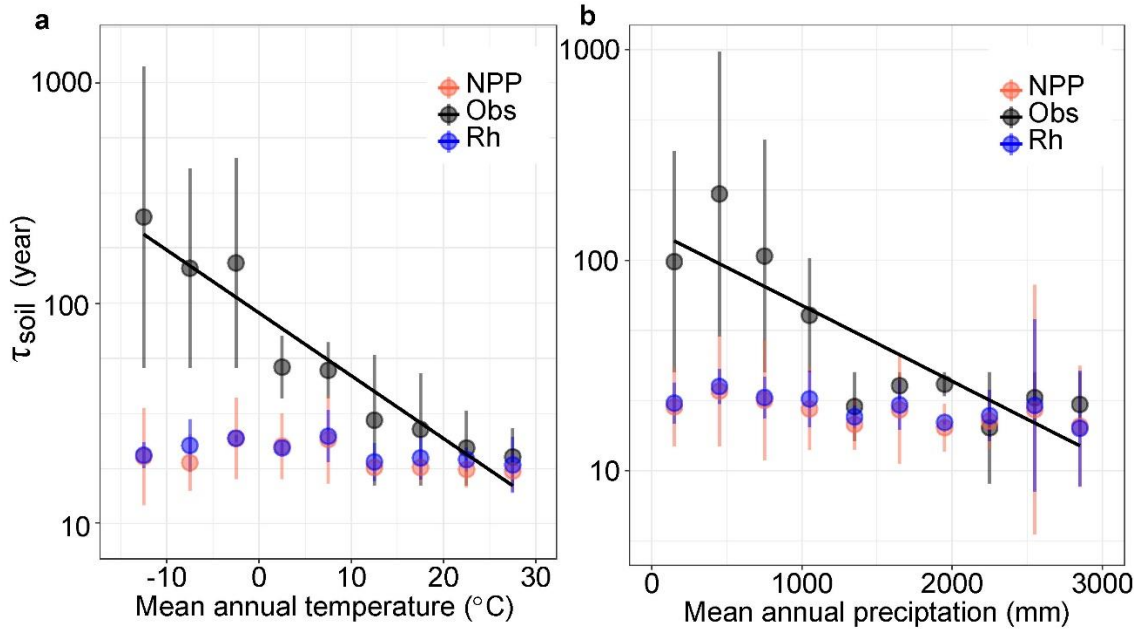 a
1000
100
10
τsoil (year)
-10 0 10 20 30
Mean annual temperature (°C)
NPP
Obs
Rh
b
1000
100
10
0 1000 2000 3000
Mean annual preciptation (mm)
NPP
Obs
Rh